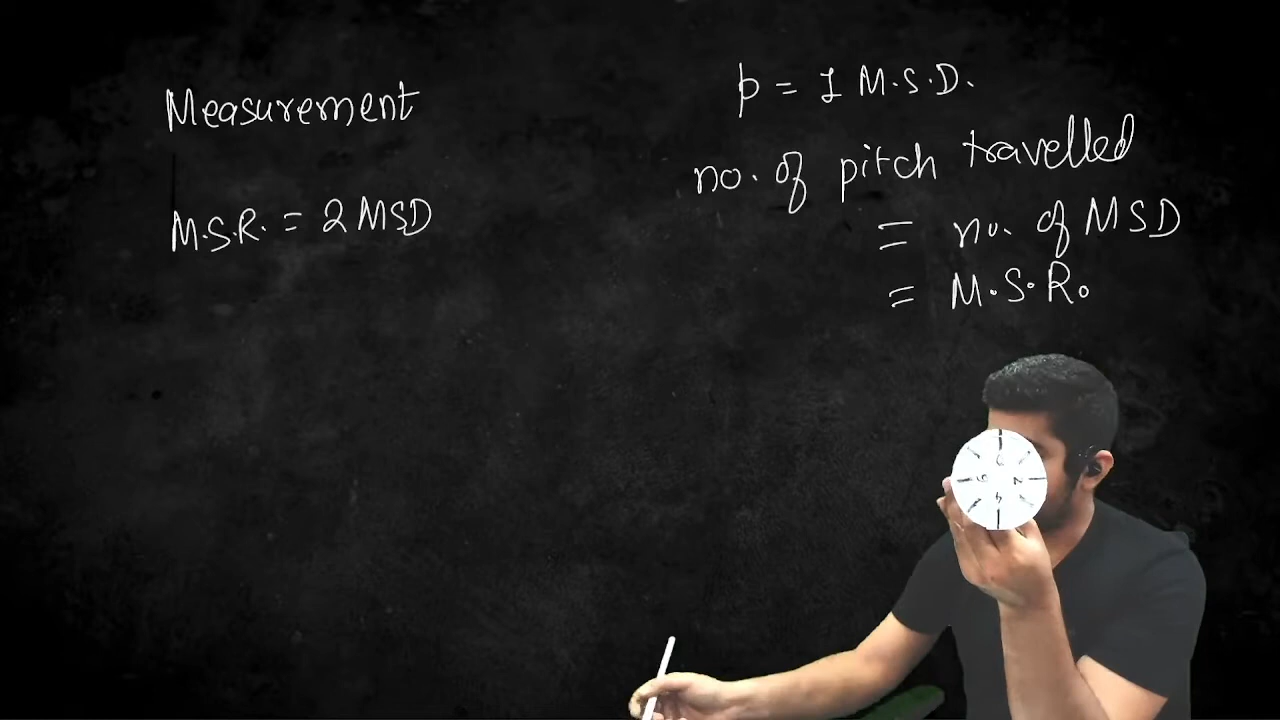 Measurement
M.S.R. = 2 MSD
p = 1 M.S.D.
no. of pitch travelled
= no. of MSD
= M.S.R.